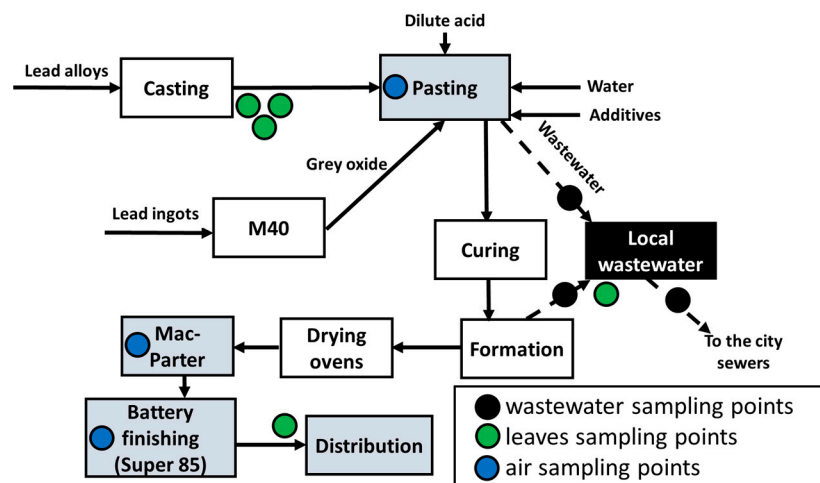 Dilute acid
Lead alloys
Casting
Pasting
Water
Additives
Wastewater
Grey oxide
Lead ingots
M40
Curing
Local
wastewater
Mac-
Parter
Drying
ovens
Formation
To the city
sewers
Battery
finishing
(Super 85)
Distribution
wastewater sampling points
leaves sampling points
air sampling points